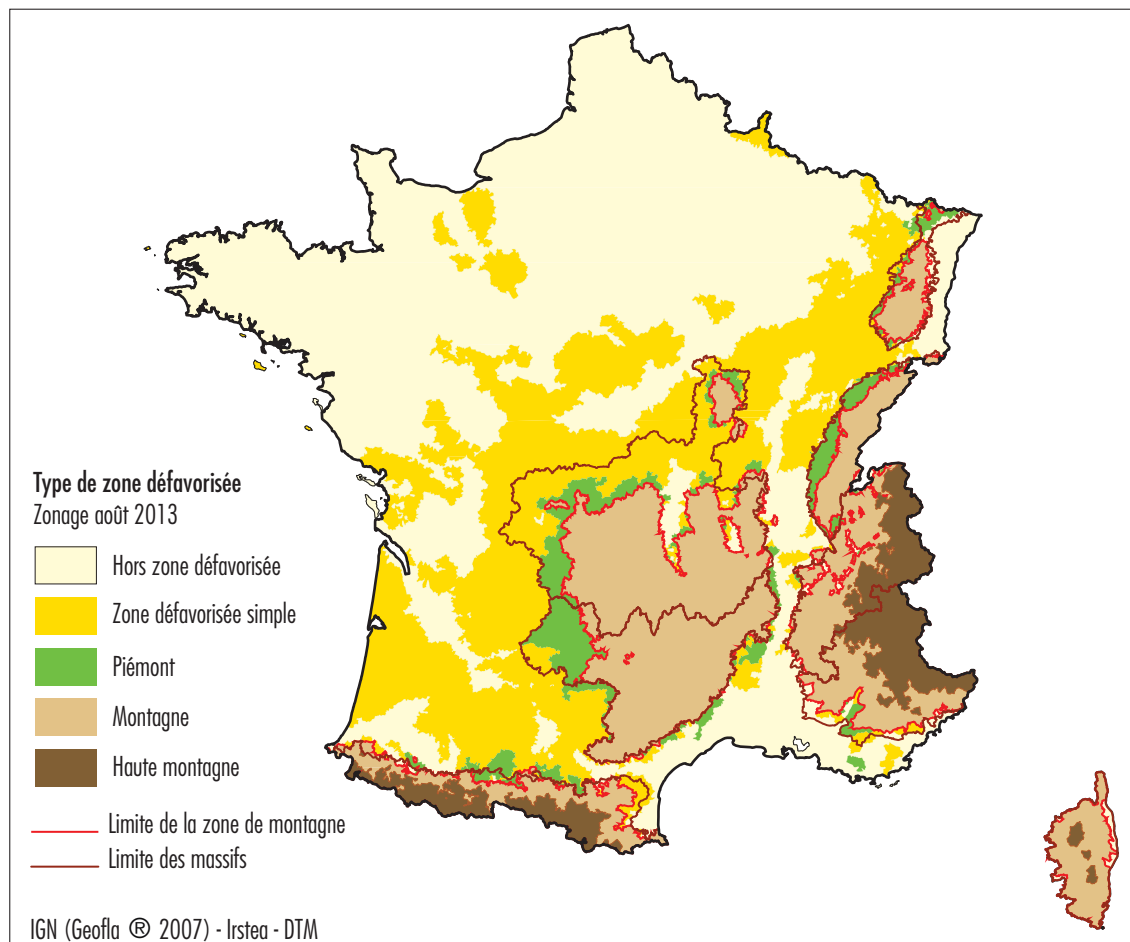 Type de zone défavorisée
Zonage août 2013
Hors zone défavorisée
Zone défavorisée simple
Piémont
Montagne
Haute montagne
Limite de la zone de montagne
Limite des massifs
IGN (Geofla ® 2007) - Irstea - DTM